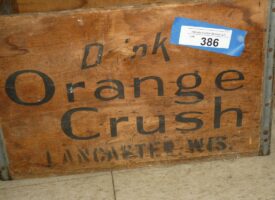 386
Drink
Orange
Crush
LANCASTER, WIS.